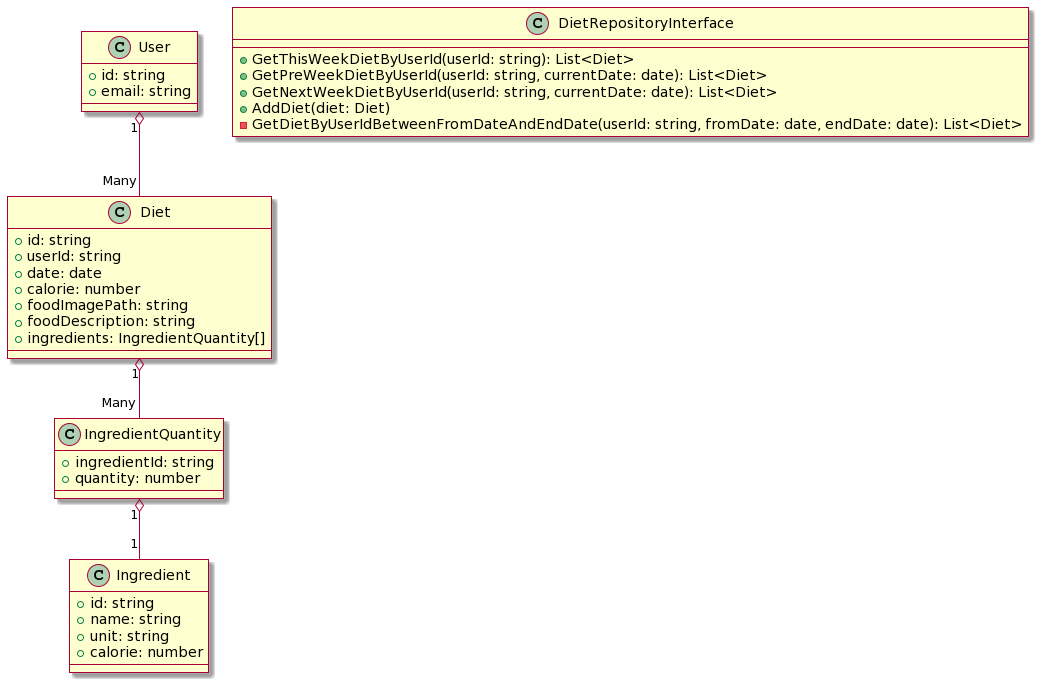 C User
id: string
email: string
1
Many
C DietRepositoryInterface
GetThisWeekDietByUserId(userId: string): List<Diet>
GetPreWeekDietByUserId(userId: string, currentDate: date): List<Diet>
GetNextWeekDietByUserId(userId: string, currentDate: date): List<Diet>
AddDiet(diet: Diet)
GetDietByUserIdBetweenFromDateAndEndDate(userId: string, fromDate: date, endDate: date): List<Diet>
C Diet
id: string
userId: string
date: date
calorie: number
foodImagePath: string
foodDescription: string
ingredients: IngredientQuantity[]
1
Many
C IngredientQuantity
ingredientId: string
quantity: number
1
1
C Ingredient
id: string
name: string
unit: string
calorie: number